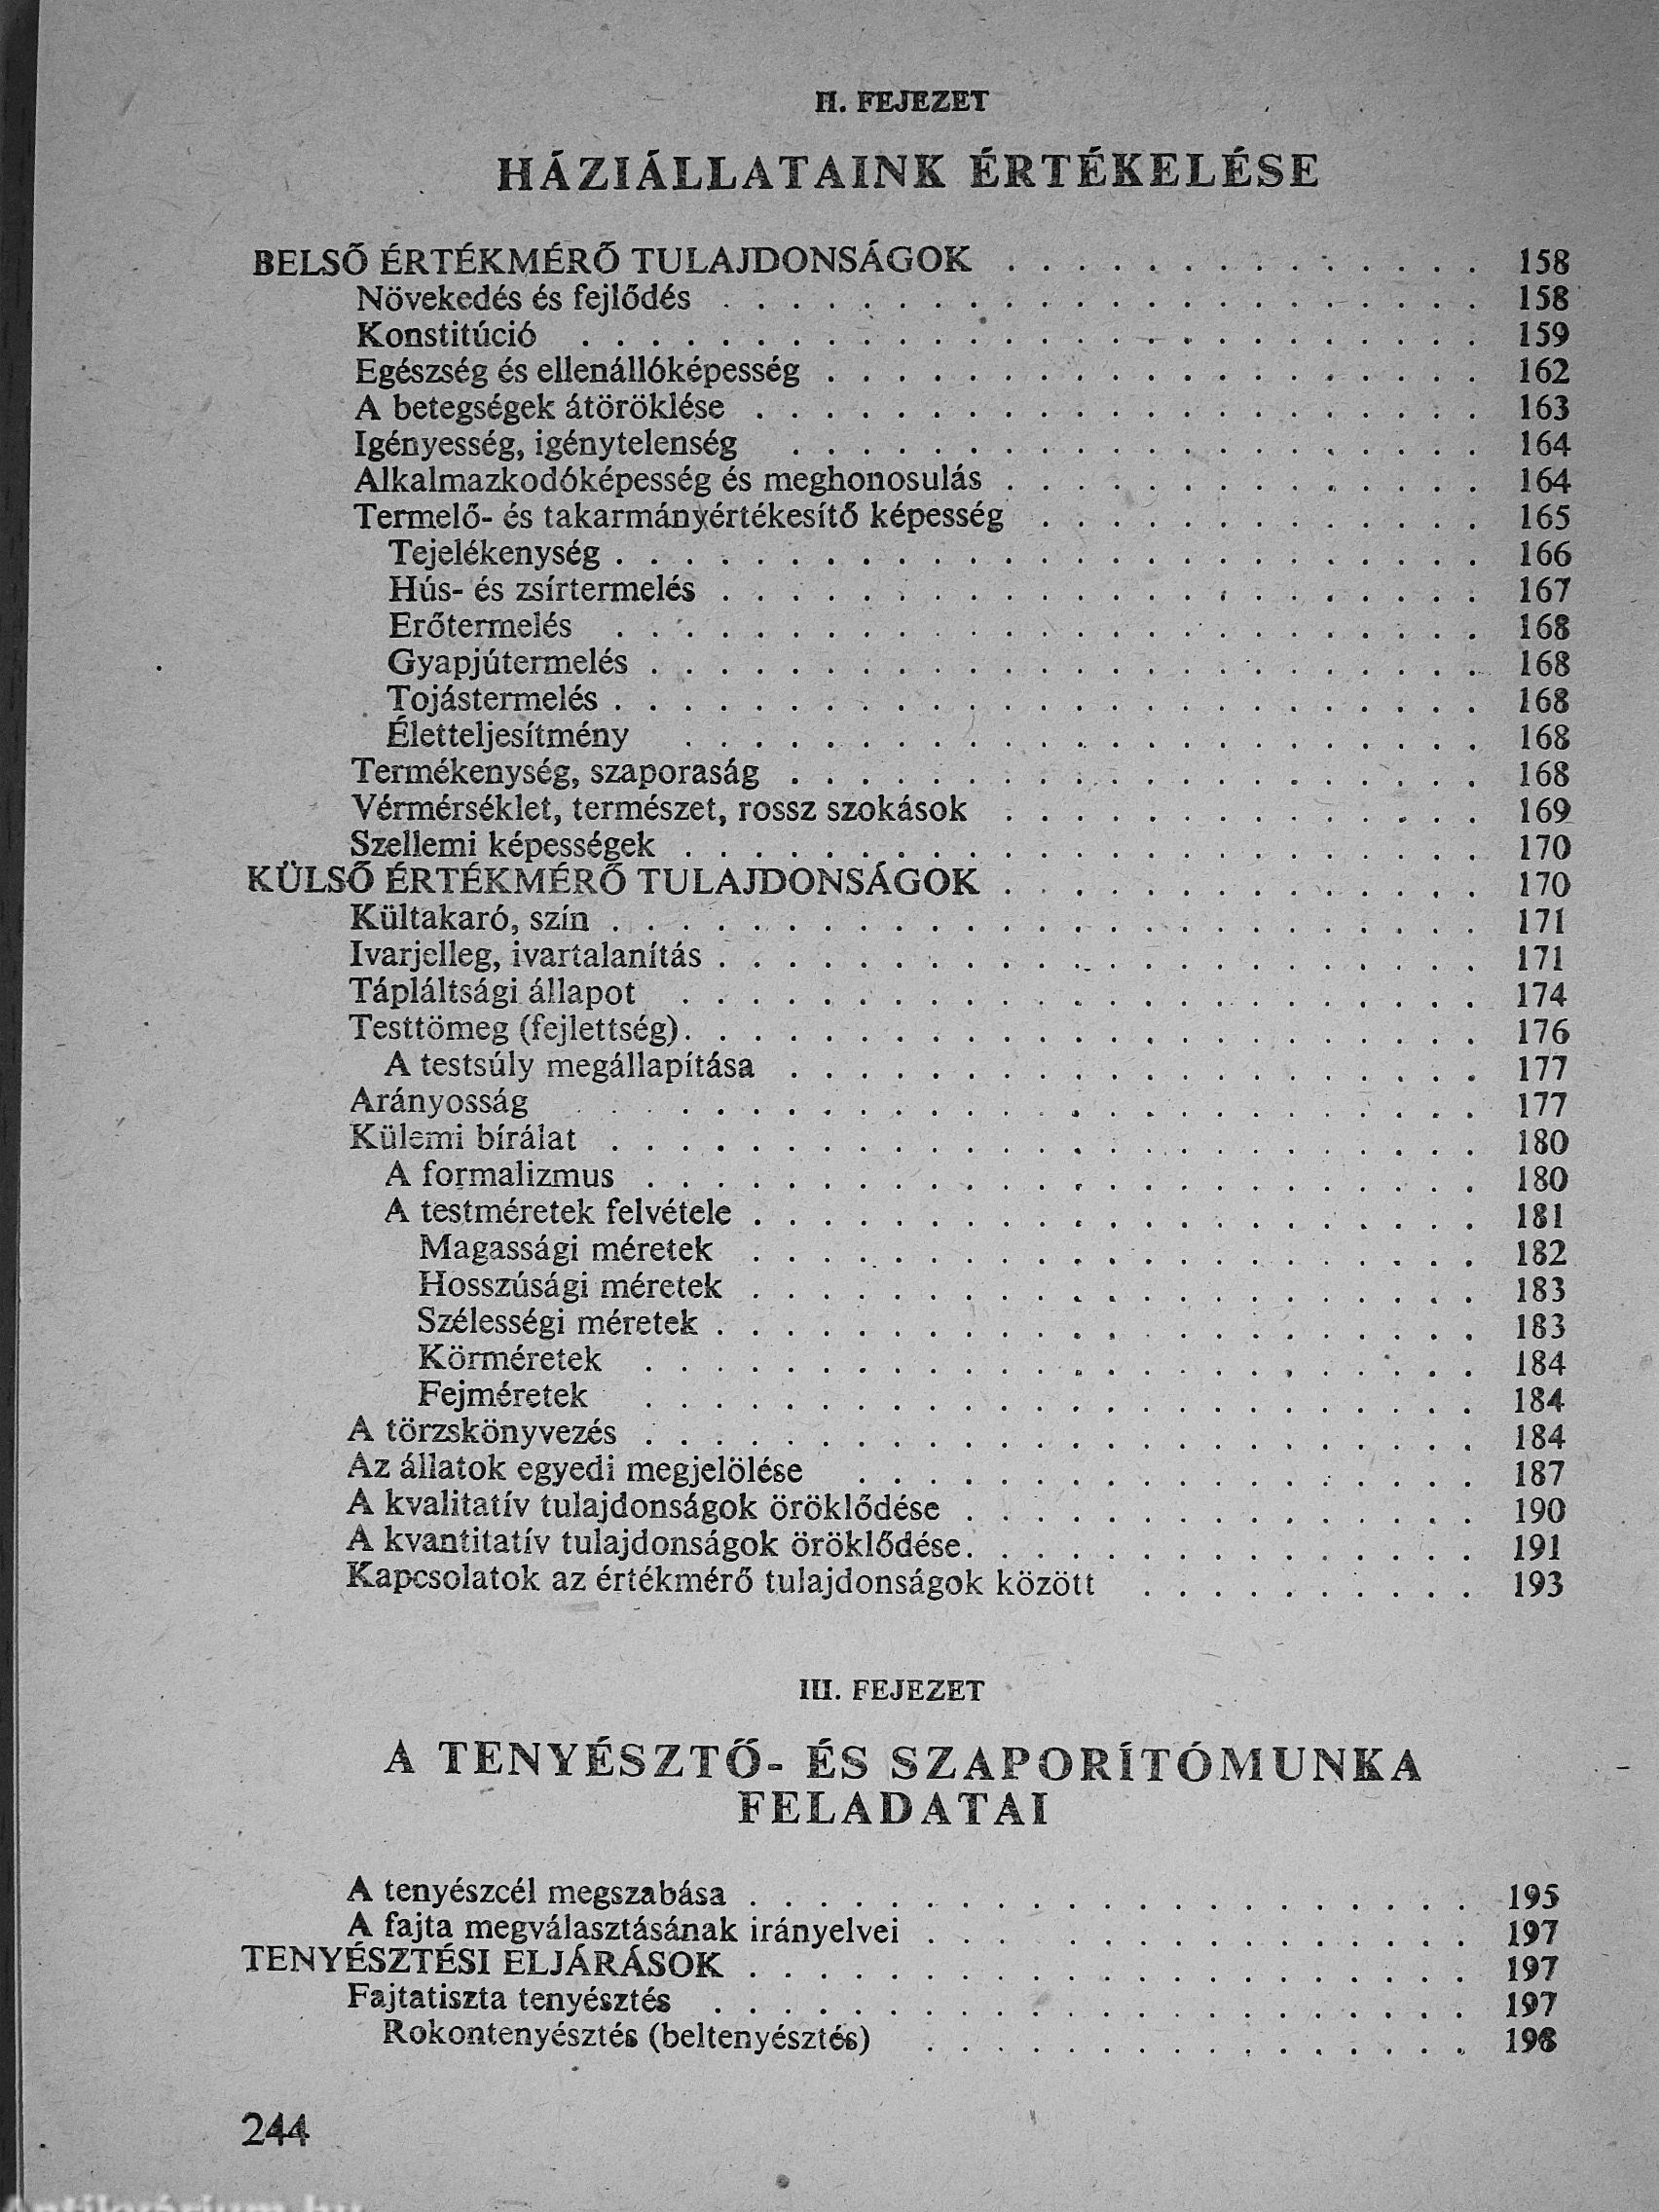 II. FEJEZET
HÁZIÁLLATAINK ÉRTÉKELÉSE
BELSŐ ÉRTÉKMÉRŐ TULAJDONSÁGOK . . . . . . . . . . . . . . 158
Növekedés és fejlődés . . . . . . . . . . . . . . . . . . . . . . 158
Konstitúció . . . . . . . . . . . . . . . . . . . . . . . . . . 159
Egészség és ellenállóképesség . . . . . . . . . . . . . . . . . . . 162
A betegségek átöröklése . . . . . . . . . . . . . . . . . . . . . 163
Igényesség, igénytelenség . . . . . . . . . . . . . . . . . . . . 164
Alkalmazkodóképesség és meghonosulás . . . . . . . . . . . . . . 164
Termelő- és takarmányértékesítő képesség . . . . . . . . . . . . . 165
Tejelékenység . . . . . . . . . . . . . . . . . . . . . . . . . 166
Hús- és zsírtermelés . . . . . . . . . . . . . . . . . . . . . . 167
Erőtermelés . . . . . . . . . . . . . . . . . . . . . . . . . 168
Gyapjútermelés . . . . . . . . . . . . . . . . . . . . . . . . 168
Tojástermelés . . . . . . . . . . . . . . . . . . . . . . . . . 168
Életteljesítmény . . . . . . . . . . . . . . . . . . . . . . . 168
Termékenység, szaporaság . . . . . . . . . . . . . . . . . . . . 168
Vérmérséklet, természet, rossz szokások . . . . . . . . . . . . . . 169
Szellemi képességek . . . . . . . . . . . . . . . . . . . . . . . 170
KÜLSŐ ÉRTÉKMÉRŐ TULAJDONSÁGOK . . . . . . . . . . . . . . 170
Kültakaró, szín . . . . . . . . . . . . . . . . . . . . . . . . . 171
Ivarjelleg, ivartalanítás . . . . . . . . . . . . . . . . . . . . . . 171
Tápláltsági állapot . . . . . . . . . . . . . . . . . . . . . . . 174
Testtömeg (fejlettség) . . . . . . . . . . . . . . . . . . . . . . . 176
A testsúly megállapítása . . . . . . . . . . . . . . . . . . . . 177
Arányosság . . . . . . . . . . . . . . . . . . . . . . . 177
Külemi bírálat . . . . . . . . . . . . . . . . . . . . . . . . . 180
A formalizmus . . . . . . . . . . . . . . . . . . . . . . . . 180
A testméretek felvétele . . . . . . . . . . . . . . . . . . . . . 181
Magassági méretek . . . . . . . . . . . . . . . . . . . . . 182
Hosszúsági méretek . . . . . . . . . . . . . . . . . . . . . 183
Szélességi méretek . . . . . . . . . . . . . . . . . . . . . . 183
Körméretek . . . . . . . . . . . . . . . . . . . . . . . . 184
Fejméretek . . . . . . . . . . . . . . . . . . . . . . . . 184
A törzskönyvezés . . . . . . . . . . . . . . . . . . . . . . . . 184
Az állatok egyedi megjelölése . . . . . . . . . . . . . . . . . . 187
A kvalitatív tulajdonságok öröklődése . . . . . . . . . . . . . . . 190
A kvantitatív tulajdonságok öröklődése . . . . . . . . . . . . . . . 191
Kapcsolatok az értékmérő tulajdonságok között . . . . . . . . . . 193
III. FEJEZET
A TENYÉSZTŐ- ÉS SZAPORÍTÓMUNKA
FELADATAI
A tenyészcél megszabása . . . . . . . . . . . . . . . . . . . . . 195
A fajta megválasztásának irányelvei . . . . . . . . . . . . . . . . 197
TENYÉSZTÉSI ELJÁRÁSOK . . . . . . . . . . . . . . . . . . . . . 197
Fajtatiszta tenyésztés . . . . . . . . . . . . . . . . . . . . . . 197
Rokontenyésztés (beltenyésztés) . . . . . . . . . . . . . . . . 198
244